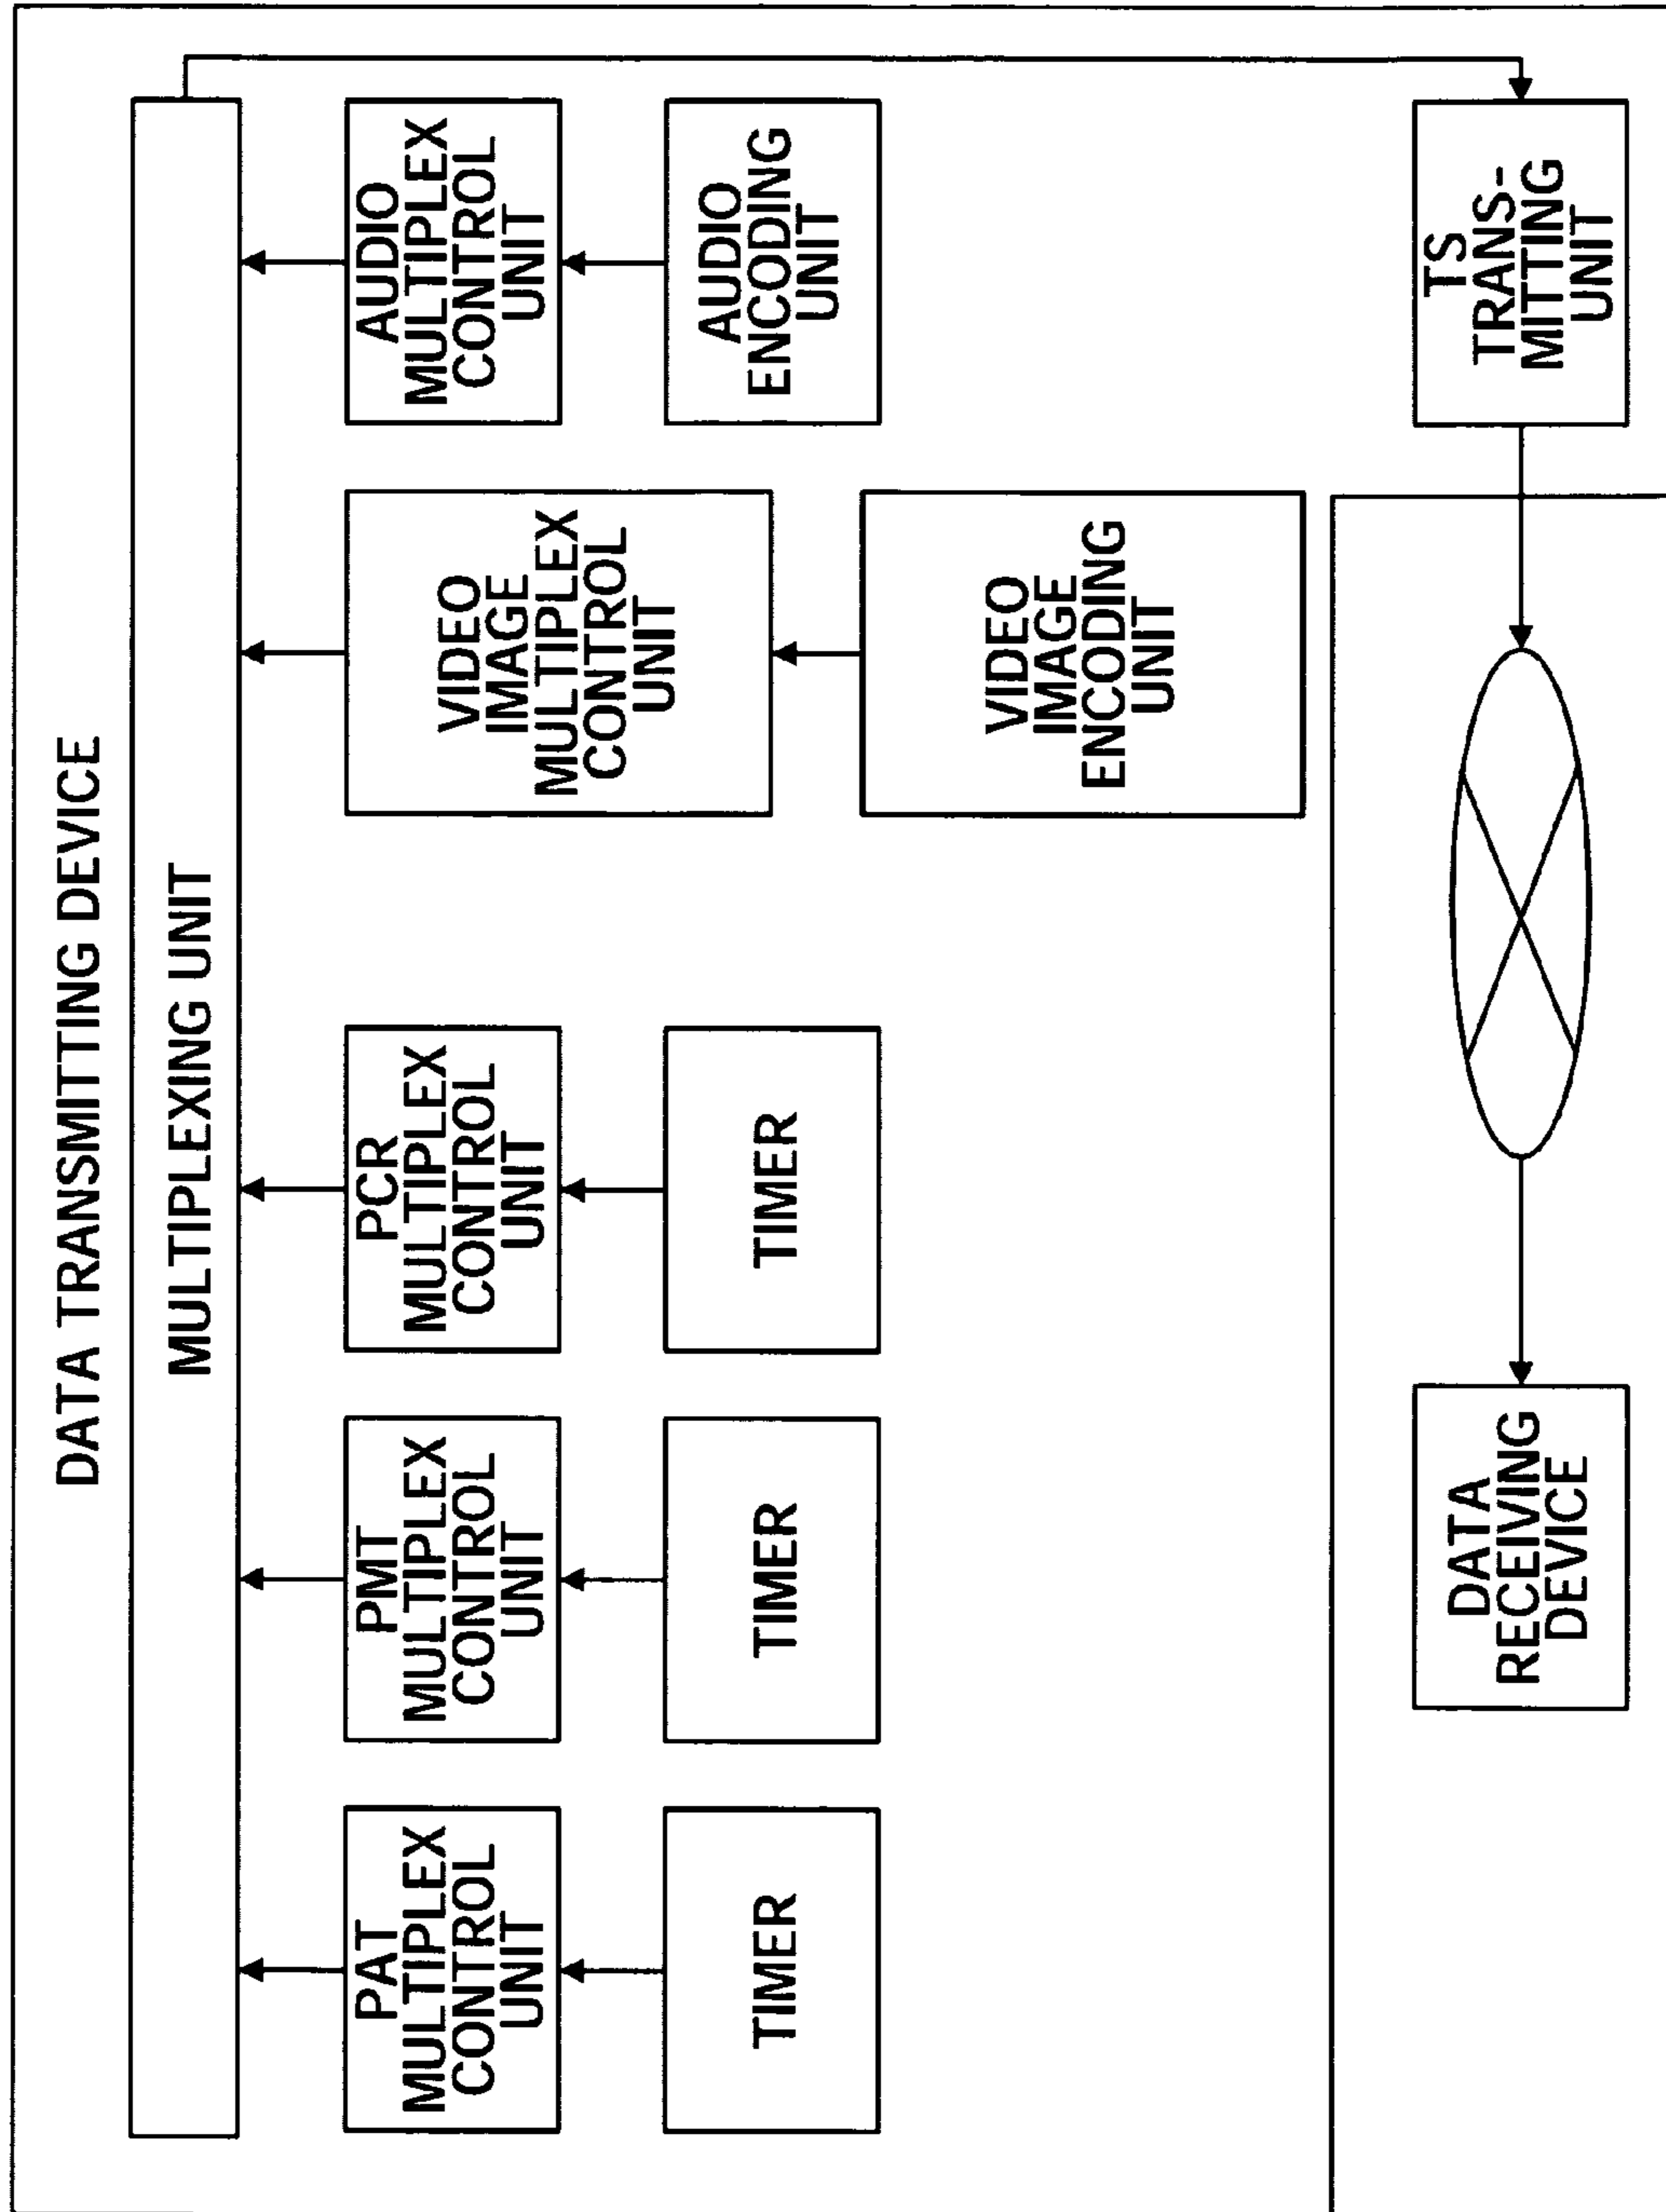 DATA TRANSMITTING DEVICE
MULTIPLEXING UNIT
PAT
MULTIPLEX
CONTROL
UNIT
PMT
MULTIPLEX
CONTROL
UNIT
PCR
MULTIPLEX
CONTROL
UNIT
VIDEO
IMAGE
MULTIPLEX
CONTROL
UNIT
AUDIO
MULTIPLEX
CONTROL
UNIT
TIMER
TIMER
TIMER
VIDEO
IMAGE
ENCODING
UNIT
AUDIO
ENCODING
UNIT
DATA
RECEIVING
DEVICE
TS
TRANS-
MITTING
UNIT